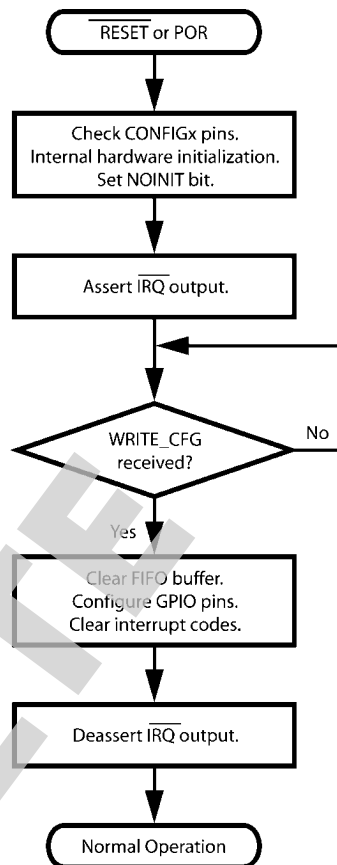 RESET or POR
Check CONFIGx pins.
Internal hardware initialization.
Set NOINIT bit.
Assert IRQ output.
WRITE_CFG
received?
No
Yes
Clear FIFO buffer.
Configure GPIO pins.
Clear interrupt codes.
Deassert IRQ output.
Normal Operation